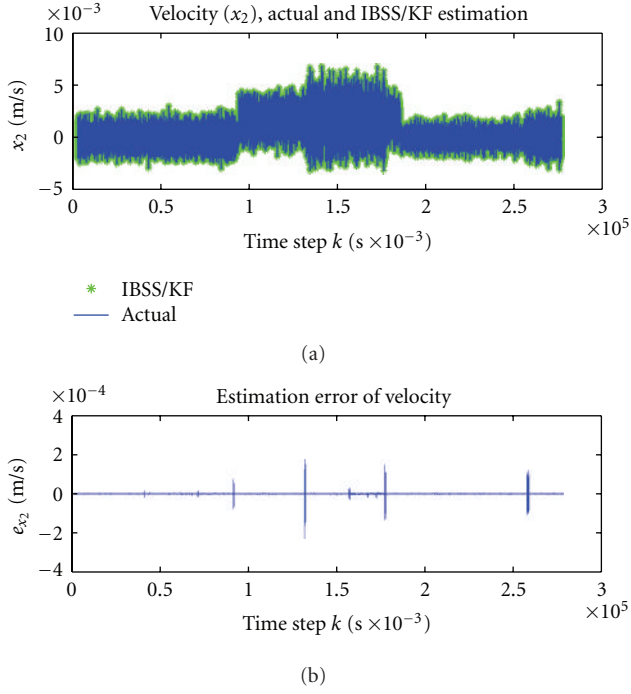 Velocity (x₂), actual and IBSS/KF estimation
×10⁻³
10
5
0
−5
x₂ (m/s)
0 0.5 1 1.5 2 2.5 3
×10⁵
Time step k (s ×10⁻³)
IBSS/KF
Actual
(a)
Estimation error of velocity
×10⁻⁴
4
2
0
−2
−4
eₓ₂ (m/s)
0 0.5 1 1.5 2 2.5 3
×10⁵
Time step k (s ×10⁻³)
(b)